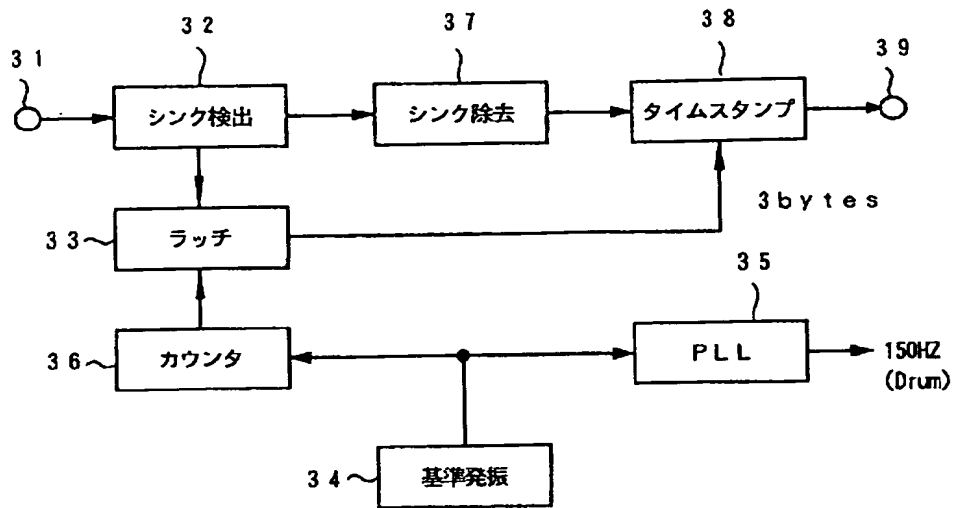 ３１
３２
３７
３８
３９
シンク検出
シンク除去
タイムスタンプ
３bytes
３３
ラッチ
３５
３６
カウンタ
ＰＬＬ
150HZ
(Drum)
３４
基準発振